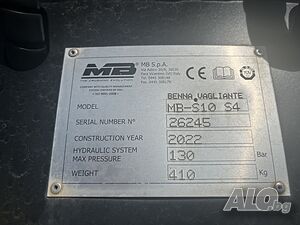 MB
MB S.p.A.
CE
BENNA VAGLIANTE
MODEL MB-S10 S4
SERIAL NUMBER N° 26245
CONSTRUCTION YEAR 2022
HYDRAULIC SYSTEM
MAX PRESSURE 130 Bar
WEIGHT 410 Kg
ALO.bg